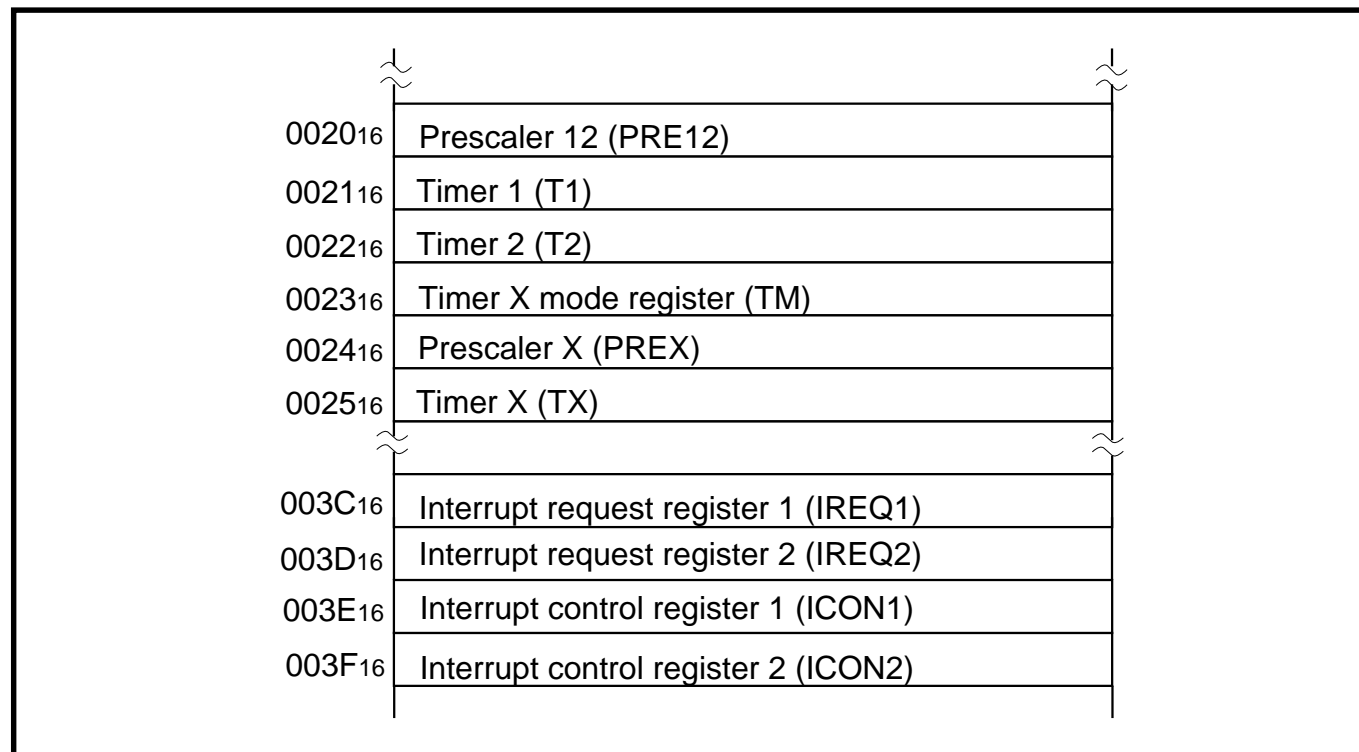 0020₁₆ Prescaler 12 (PRE12)
0021₁₆ Timer 1 (T1)
0022₁₆ Timer 2 (T2)
0023₁₆ Timer X mode register (TM)
0024₁₆ Prescaler X (PREX)
0025₁₆ Timer X (TX)
003C₁₆ Interrupt request register 1 (IREQ1)
003D₁₆ Interrupt request register 2 (IREQ2)
003E₁₆ Interrupt control register 1 (ICON1)
003F₁₆ Interrupt control register 2 (ICON2)